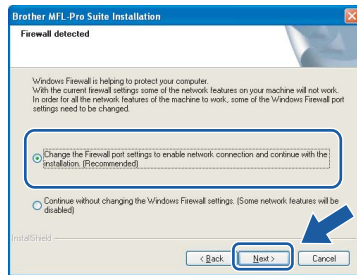 Brother MFL-Pro Suite Installation
Firewall detected
Windows Firewall is helping to protect your computer.
With the current firewall settings some of the network features on your machine will not work.
In order for all the network features of the machine to work, some of the Windows Firewall port
settings need to be changed.
Change the Firewall port settings to enable network connection and continue with the
installation. (Recommended)
Continue without changing the Windows Firewall settings. (Some network features will be
disabled)
InstallShield
< Back
Next >
Cancel